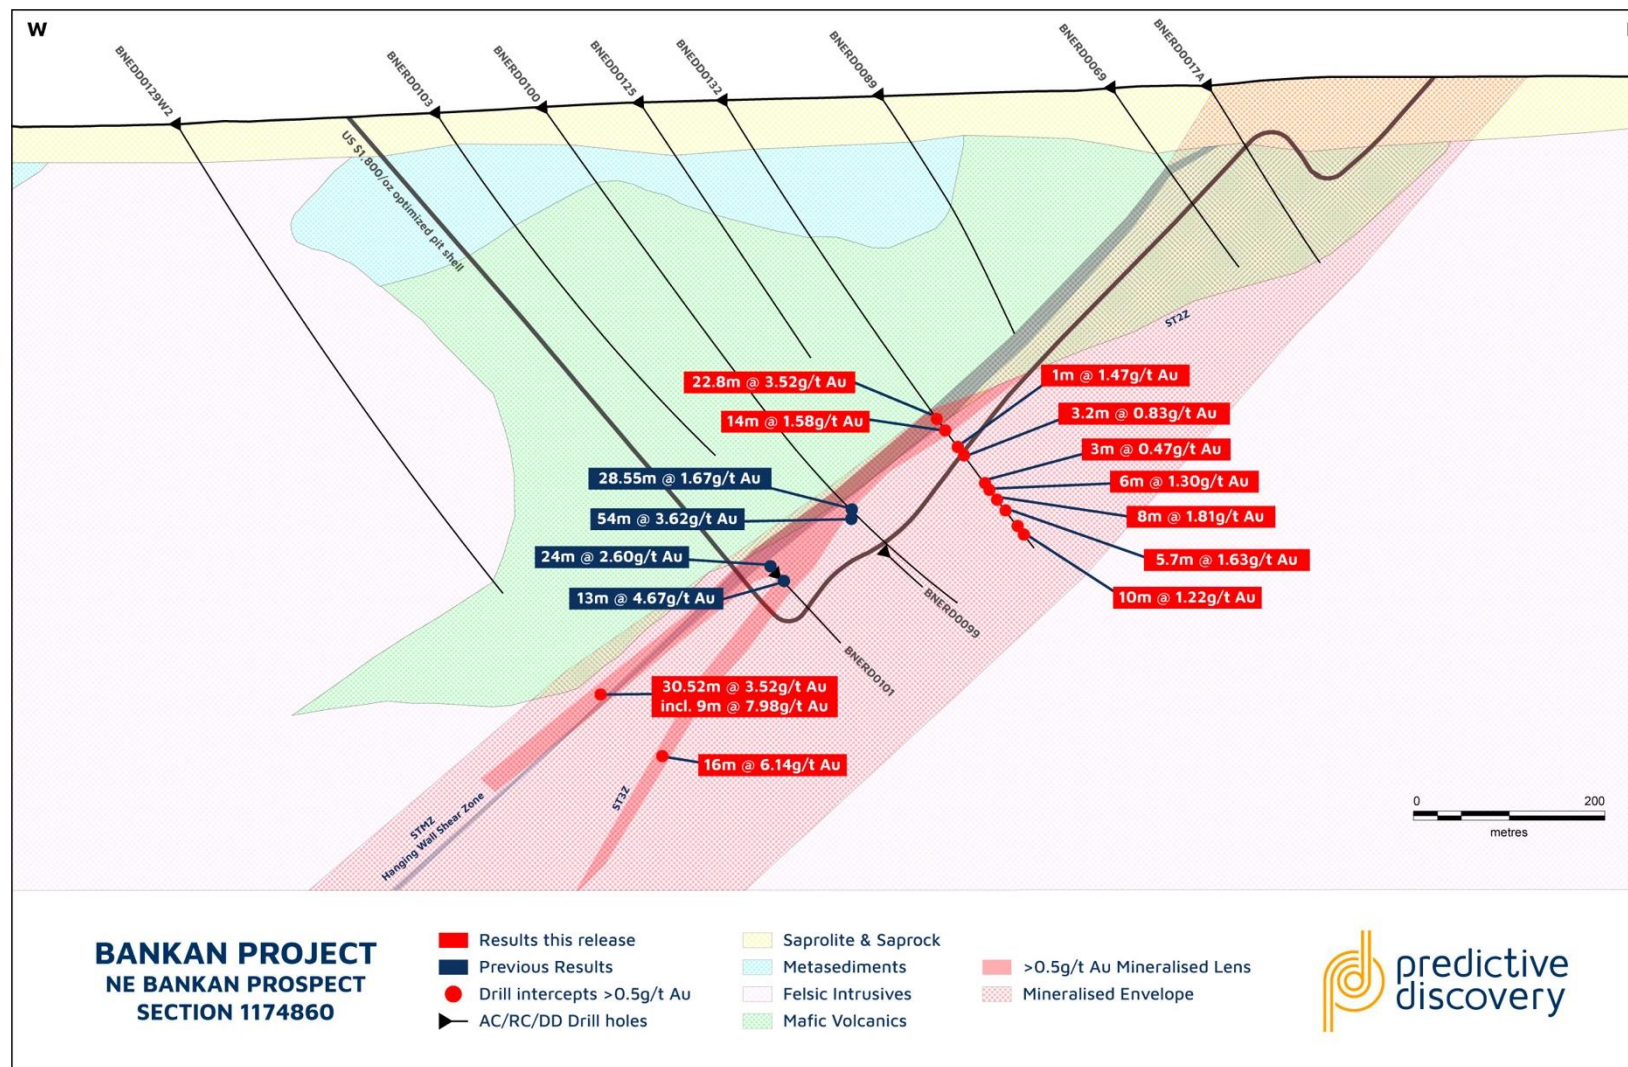 W
BNEDD0129W2
BNERD0103
BNERD0100
BNEDD0125
BNEDD0132
BNERD0089
BNERD0069
BNERD0017A
US $1,800/oz optimized pit shell
ST2Z
22.8m @ 3.52g/t Au
1m @ 1.47g/t Au
14m @ 1.58g/t Au
3.2m @ 0.83g/t Au
3m @ 0.47g/t Au
28.55m @ 1.67g/t Au
6m @ 1.30g/t Au
54m @ 3.62g/t Au
8m @ 1.81g/t Au
24m @ 2.60g/t Au
5.7m @ 1.63g/t Au
13m @ 4.67g/t Au
10m @ 1.22g/t Au
BNERD0099
BNERD0101
30.52m @ 3.52g/t Au
incl. 9m @ 7.98g/t Au
16m @ 6.14g/t Au
ST3Z
STMZ
Hanging Wall Shear Zone
0 200
metres
BANKAN PROJECT
NE BANKAN PROSPECT
SECTION 1174860
Results this release
Previous Results
Drill intercepts >0.5g/t Au
AC/RC/DD Drill holes
Saprolite & Saprock
Metasediments
Felsic Intrusives
Mafic Volcanics
>0.5g/t Au Mineralised Lens
Mineralised Envelope
predictive
discovery